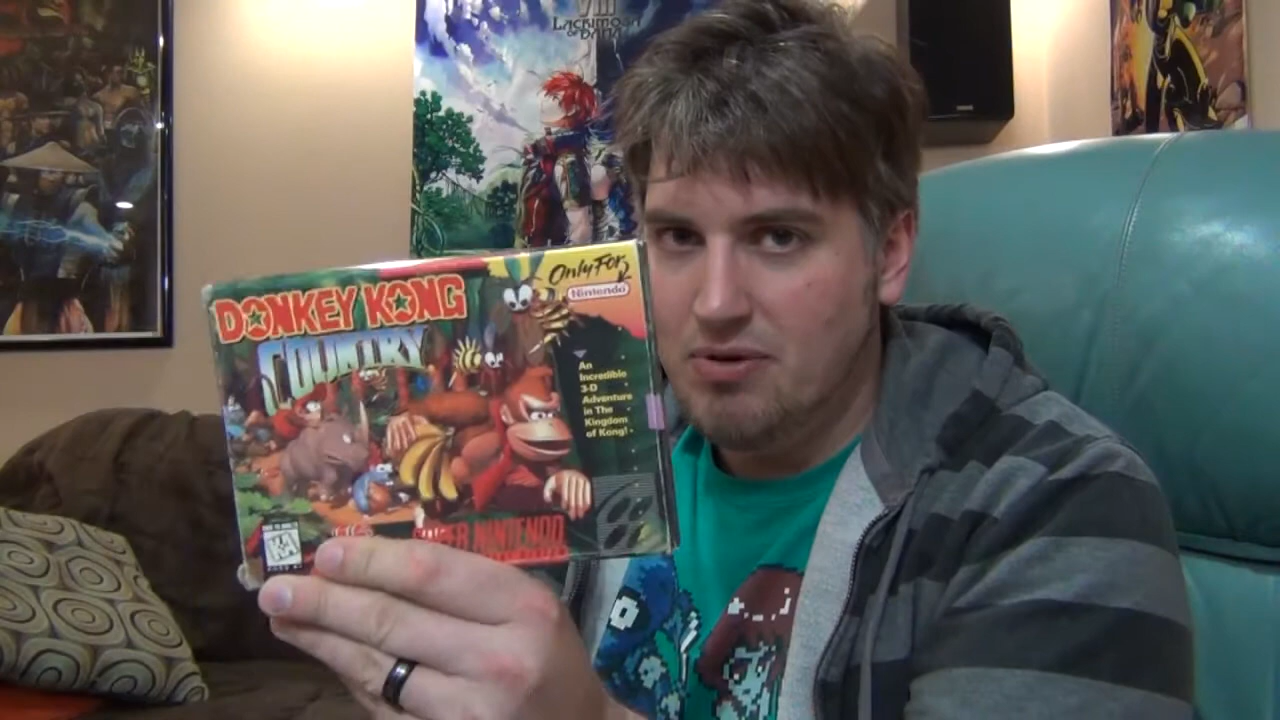 VIII
LACRIMOSA
OF DANA
DONKEY KONG
COUNTRY
Only For
Nintendo
An
Incredible
3-D
Adventure
in The
Kingdom
of Kong!
SUPER NINTENDO
K-A